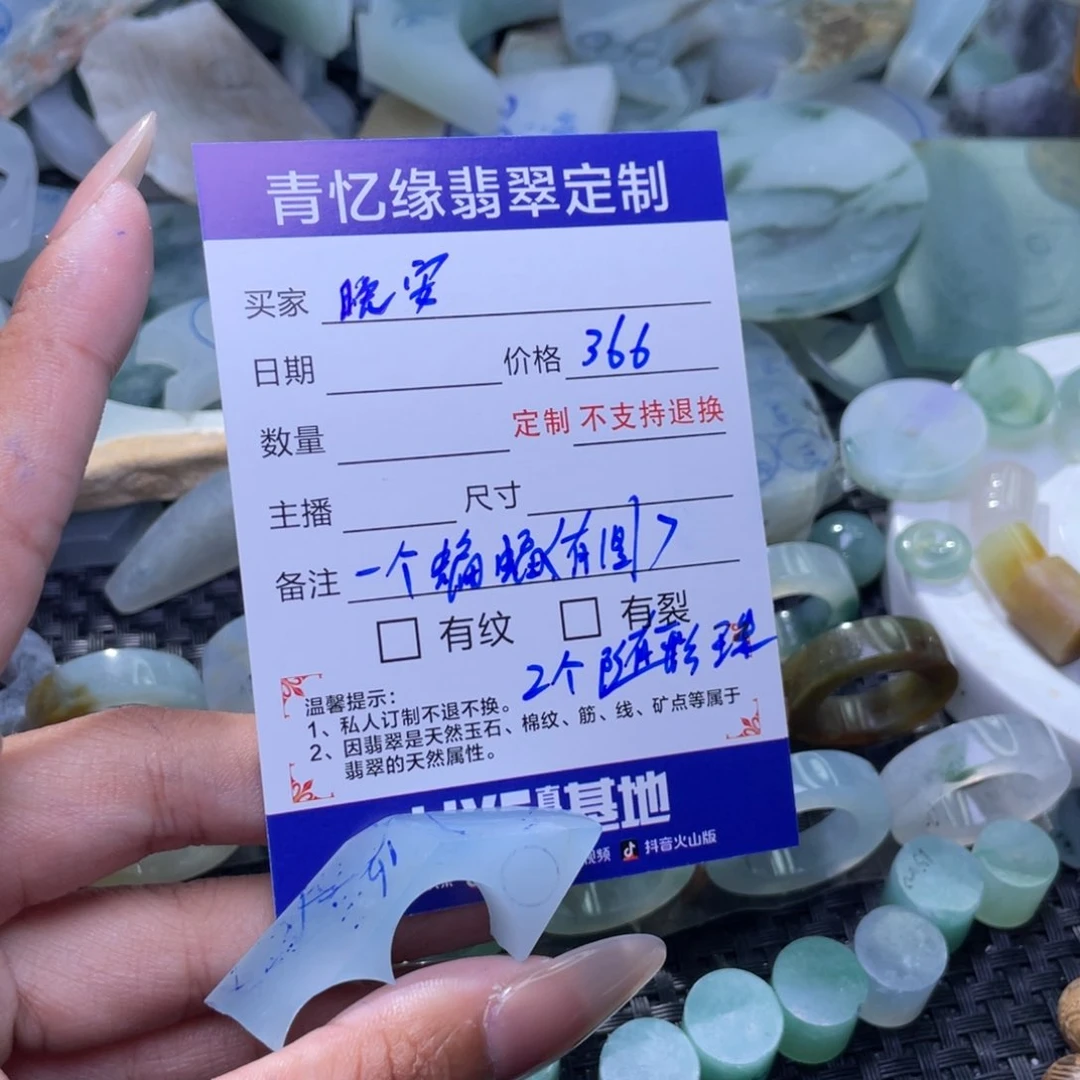 青忆缘翡翠定制
买家 晚安
日期 价格 366
数量 定制 不支持退换
主播 尺寸
备注 一个蝙蝠(有图)
有纹 有裂
2个随形珠
温馨提示:
1、私人订制不退不换。
2、因翡翠是天然玉石、棉纹、筋、线、矿点等属于
翡翠的天然属性。
基地
视频 抖音火山版